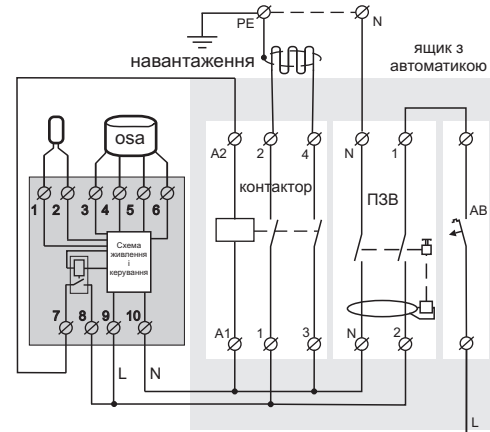 PE
N
навантаження
ящик з
автоматикою
osa
A2
2
4
N
1
контактор
ПЗВ
АВ
1 2 3 4 5 6
Схема
живлення
і
керування
7 8 9 10
A1
1
3
N
2
L
N
L